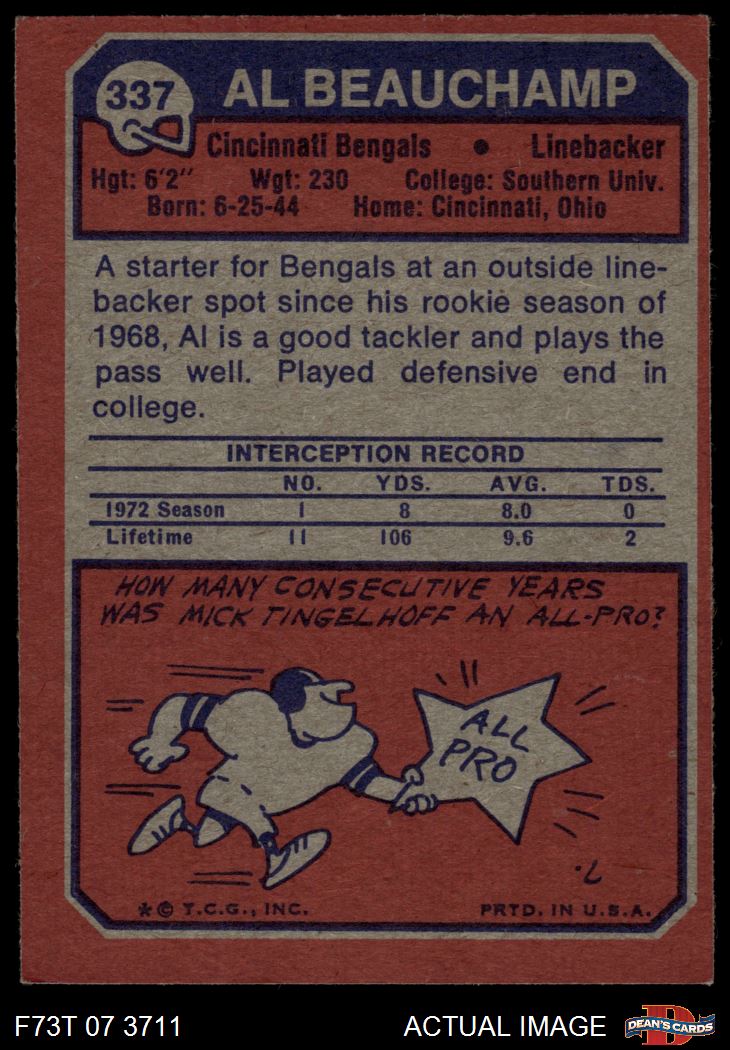 337 AL BEAUCHAMP
Cincinnati Bengals • Linebacker
Hgt: 6'2" Wgt: 230 College: Southern Univ.
Born: 6-25-44 Home: Cincinnati, Ohio
A starter for Bengals at an outside line-
backer spot since his rookie season of
1968, Al is a good tackler and plays the
pass well. Played defensive end in
college.
INTERCEPTION RECORD
NO. YDS. AVG. TDS.
1972 Season 1 8 8.0 0
Lifetime 11 106 9.6 2
HOW MANY CONSECUTIVE YEARS
WAS MICK TINGELHOFF AN ALL-PRO?
ALL
PRO
* © T.C.G., INC. PRTD. IN U.S.A.
F73T 07 3711 ACTUAL IMAGE D DEAN'S CARDS